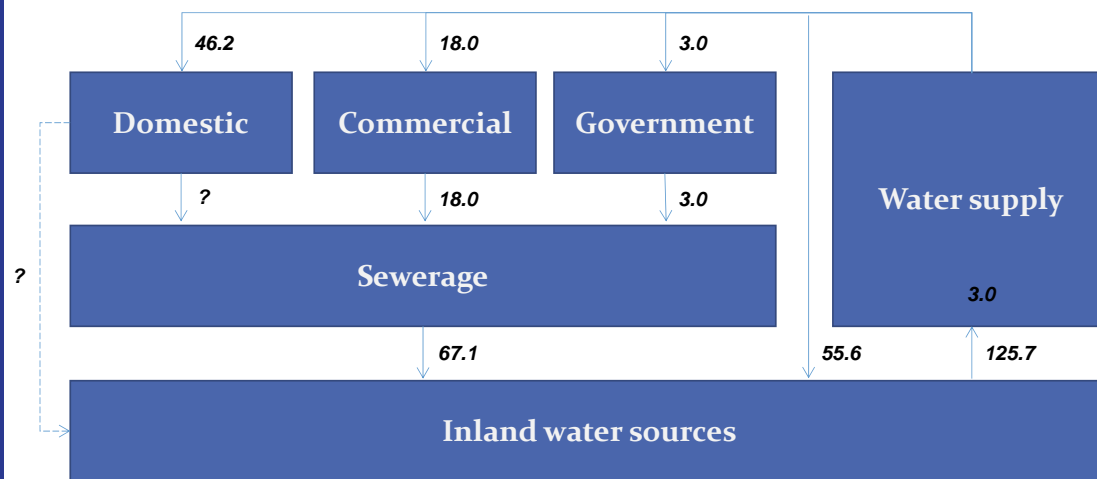 46.2 18.0 3.0
Domestic Commercial Government
Water supply
? 18.0 3.0
Sewerage
?
3.0
67.1 55.6 125.7
Inland water sources